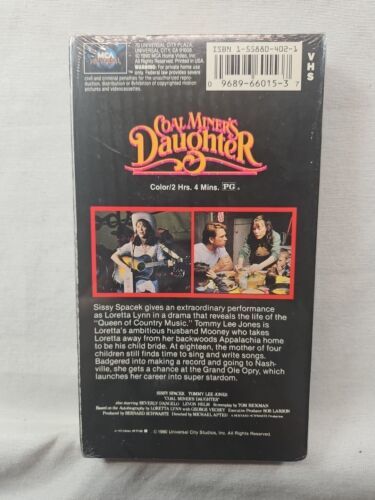 MCA
HOME VIDEO
70 UNIVERSAL CITY PLAZA,
UNIVERSAL CITY, CA 91608
© 1990 MCA Home Video, Inc.
All Rights Reserved. Printed in USA.
WARNING: For private home use
only. Federal law provides severe
civil and criminal penalties for the unauthorized repro-
duction, distribution or exhibition of copyrighted motion
pictures and videocassettes.
ISBN 1-55880-402-1
0 9689-66015-3 7
VHS
COAL MINER'S
DAUGHTER
Color/2 Hrs. 4 Mins. PG
Sissy Spacek gives an extraordinary performance
as Loretta Lynn in a drama that reveals the life of the
"Queen of Country Music." Tommy Lee Jones is
Loretta's ambitious husband Mooney who takes
Loretta away from her backwoods Appalachia home
to be his child bride. At eighteen, the mother of four
children still finds time to sing and write songs.
Badgered into making a record and going to Nash-
ville, she gets a chance at the Grand Ole Opry, which
launches her career into super stardom.
SISSY SPACEK TOMMY LEE JONES
"COAL MINER'S DAUGHTER"
also starring BEVERLY D'ANGELO LEVON HELM Screenplay by TOM RICKMAN
Based on the Autobiography by LORETTA LYNN with GEORGE VECSEY Executive Producer BOB LARSON
Produced by BERNARD SCHWARTZ Directed by MICHAEL APTED A BERNARD SCHWARTZ PRODUCTION
© 1980 Universal City Studios, Inc. All Rights Reserved.